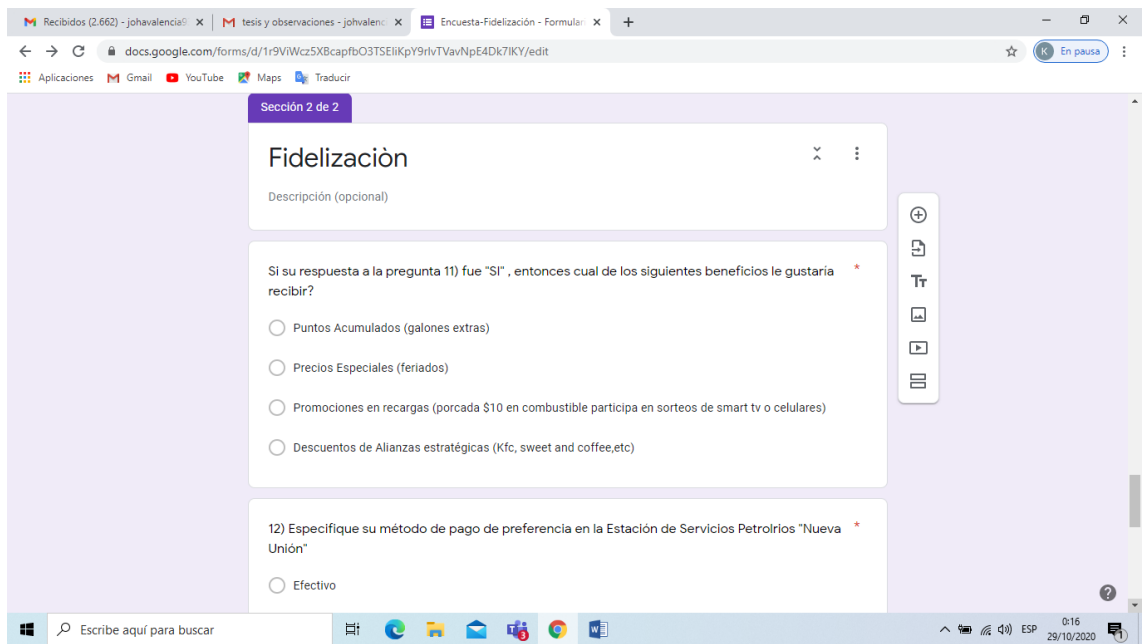 Recibidos (2.662) - johavalencia9
tesis y observaciones - johvalenc
Encuesta-Fidelización - Formular
docs.google.com/forms/d/1r9ViWcz5XBcapfbO3TSEliKpY9rIvTVavNpE4Dk7IKY/edit
K En pausa
Aplicaciones Gmail YouTube Maps Traducir
Sección 2 de 2
Fidelizaciòn
Descripción (opcional)
Si su respuesta a la pregunta 11) fue "SI" , entonces cual de los siguientes beneficios le gustaría *
recibir?
Puntos Acumulados (galones extras)
Precios Especiales (feriados)
Promociones en recargas (porcada $10 en combustible participa en sorteos de smart tv o celulares)
Descuentos de Alianzas estratégicas (Kfc, sweet and coffee,etc)
12) Especifique su método de pago de preferencia en la Estación de Servicios Petrolrios "Nueva *
Unión"
Efectivo
Escribe aquí para buscar
ESP
0:16
29/10/2020